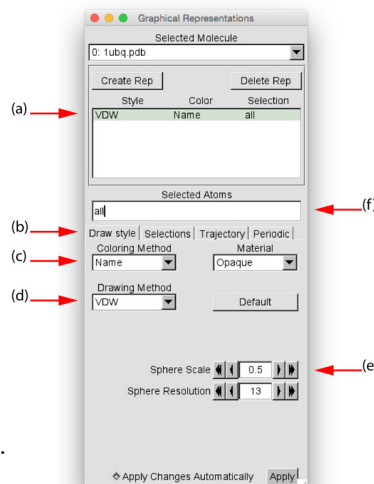 Graphical Representations
Selected Molecule
0: 1ubq.pdb
Create Rep Delete Rep
Style Color Selection
(a) VDW Name all
Selected Atoms
all (f)
(b) Draw style Selections Trajectory Periodic
Coloring Method Material
(c) Name Opaque
Drawing Method
(d) VDW Default
Sphere Scale 0.5 (e
Sphere Resolution 13
.
Apply Changes Automatically Apply